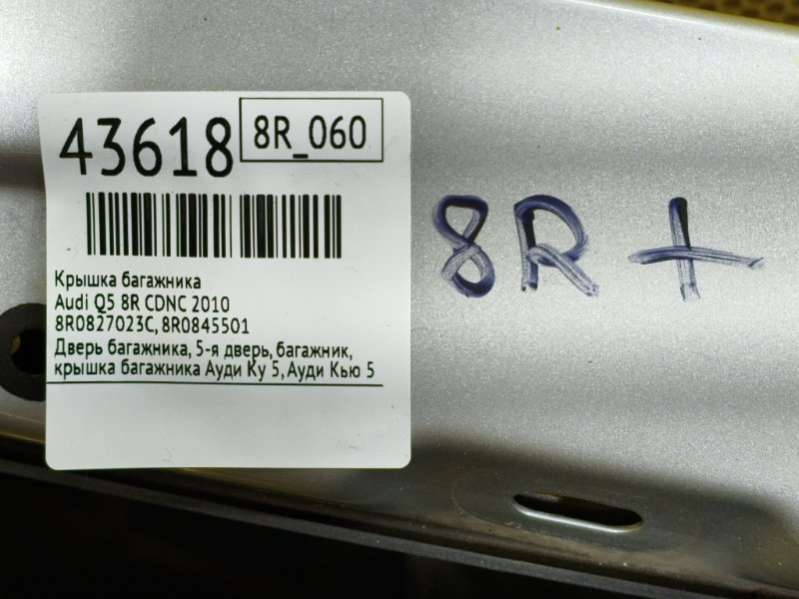 43618
8R_060
Крышка багажника
Audi Q5 8R CDNC 2010
8R0827023C, 8R0845501
Дверь багажника, 5-я дверь, багажник,
крышка багажника Ауди Ку 5, Ауди Кью 5
8R +